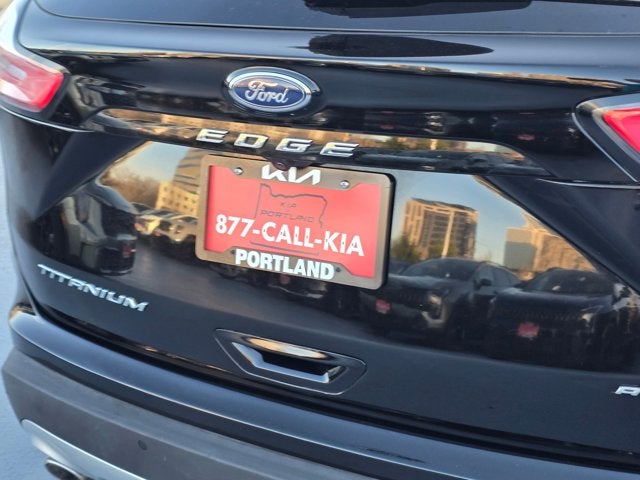 Ford
EDGE
KIA
KIA
PORTLAND
877-CALL-KIA
PORTLAND
TITANIUM